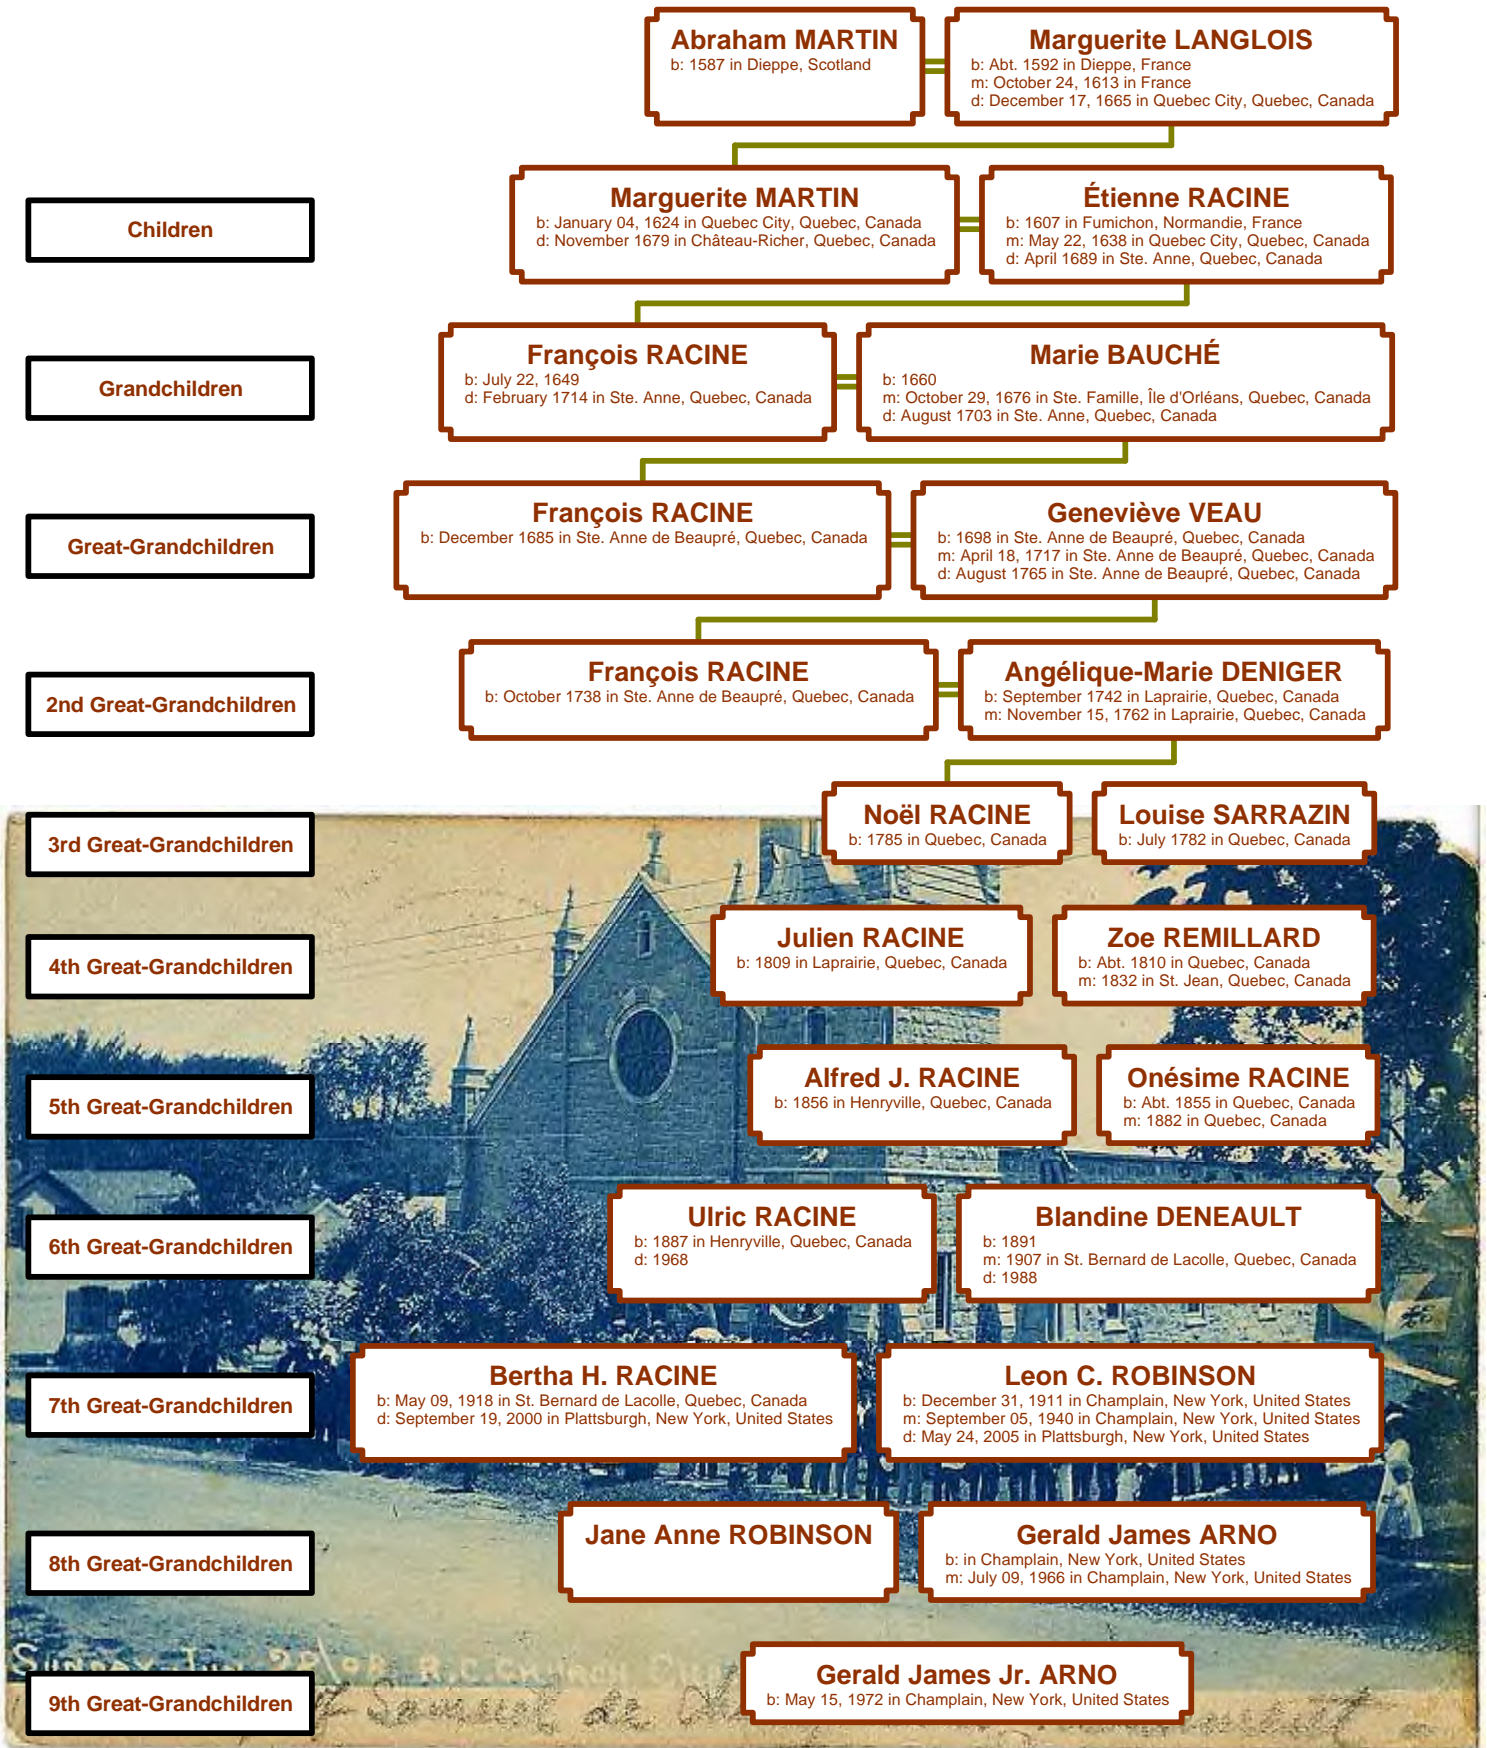 Abraham MARTIN
b: 1587 in Dieppe, Scotland
Marguerite LANGLOIS
b: Abt. 1592 in Dieppe, France
m: October 24, 1613 in France
d: December 17, 1665 in Quebec City, Quebec, Canada
Children
Marguerite MARTIN
b: January 04, 1624 in Quebec City, Quebec, Canada
d: November 1679 in Château-Richer, Quebec, Canada
Étienne RACINE
b: 1607 in Fumichon, Normandie, France
m: May 22, 1638 in Quebec City, Quebec, Canada
d: April 1689 in Ste. Anne, Quebec, Canada
Grandchildren
François RACINE
b: July 22, 1649
d: February 1714 in Ste. Anne, Quebec, Canada
Marie BAUCHÉ
b: 1660
m: October 29, 1676 in Ste. Famille, Île d'Orléans, Quebec, Canada
d: August 1703 in Ste. Anne, Quebec, Canada
Great-Grandchildren
François RACINE
b: December 1685 in Ste. Anne de Beaupré, Quebec, Canada
Geneviève VEAU
b: 1698 in Ste. Anne de Beaupré, Quebec, Canada
m: April 18, 1717 in Ste. Anne de Beaupré, Quebec, Canada
d: August 1765 in Ste. Anne de Beaupré, Quebec, Canada
2nd Great-Grandchildren
François RACINE
b: October 1738 in Ste. Anne de Beaupré, Quebec, Canada
Angélique-Marie DENIGER
b: September 1742 in Laprairie, Quebec, Canada
m: November 15, 1762 in Laprairie, Quebec, Canada
3rd Great-Grandchildren
Noël RACINE
b: 1785 in Quebec, Canada
Louise SARRAZIN
b: July 1782 in Quebec, Canada
4th Great-Grandchildren
Julien RACINE
b: 1809 in Laprairie, Quebec, Canada
Zoe REMILLARD
b: Abt. 1810 in Quebec, Canada
m: 1832 in St. Jean, Quebec, Canada
5th Great-Grandchildren
Alfred J. RACINE
b: 1856 in Henryville, Quebec, Canada
Onésime RACINE
b: Abt. 1855 in Quebec, Canada
m: 1882 in Quebec, Canada
6th Great-Grandchildren
Ulric RACINE
b: 1887 in Henryville, Quebec, Canada
d: 1968
Blandine DENEAULT
b: 1891
m: 1907 in St. Bernard de Lacolle, Quebec, Canada
d: 1988
7th Great-Grandchildren
Bertha H. RACINE
b: May 09, 1918 in St. Bernard de Lacolle, Quebec, Canada
d: September 19, 2000 in Plattsburgh, New York, United States
Leon C. ROBINSON
b: December 31, 1911 in Champlain, New York, United States
m: September 05, 1940 in Champlain, New York, United States
d: May 24, 2005 in Plattsburgh, New York, United States
8th Great-Grandchildren
Jane Anne ROBINSON
Gerald James ARNO
b: in Champlain, New York, United States
m: July 09, 1966 in Champlain, New York, United States
9th Great-Grandchildren
Gerald James Jr. ARNO
b: May 15, 1972 in Champlain, New York, United States
Samuel de